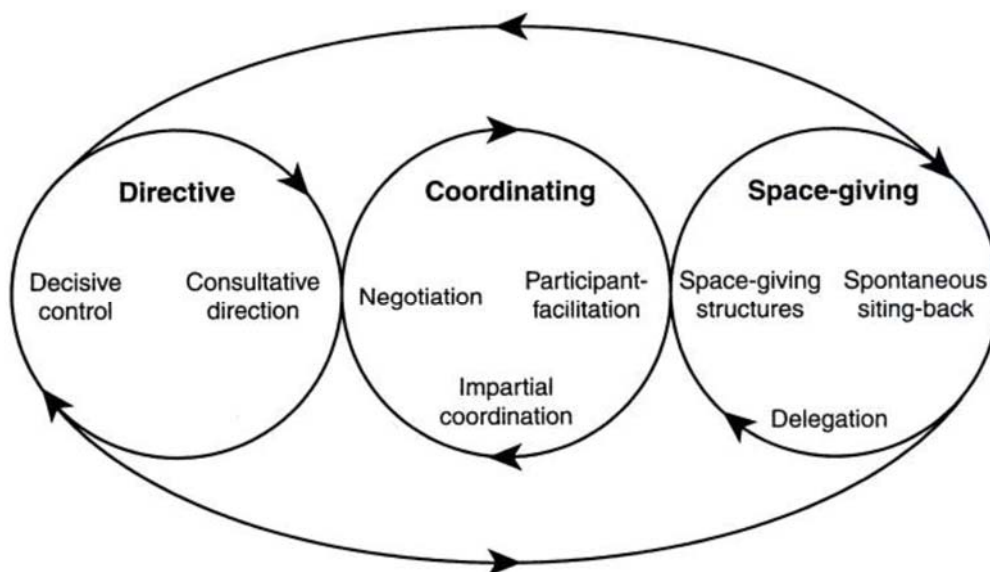 Directive
Decisive
control
Consultative
direction
Coordinating
Negotiation
Participant-
facilitation
Impartial
coordination
Space-giving
Space-giving
structures
Spontaneous
siting-back
Delegation